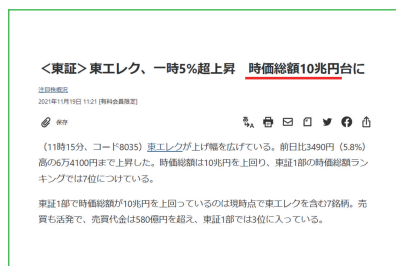 ＜東証＞東エレク、一時5%超上昇　時価総額10兆円台に
注目株概況
2021年11月19日 11:21 [有料会員限定]
保存
あ
A
（11時15分、コード8035）東エレクが上げ幅を広げている。前日比3490円（5.8%）
高の6万4100円まで上昇した。時価総額は10兆円を上回り、東証1部の時価総額ラン
キングでは7位につけている。
東証1部で時価総額が10兆円を上回っているのは現時点で東エレクを含む7銘柄。売
買も活発で、売買代金は580億円を超え、東証1部では3位に入っている。